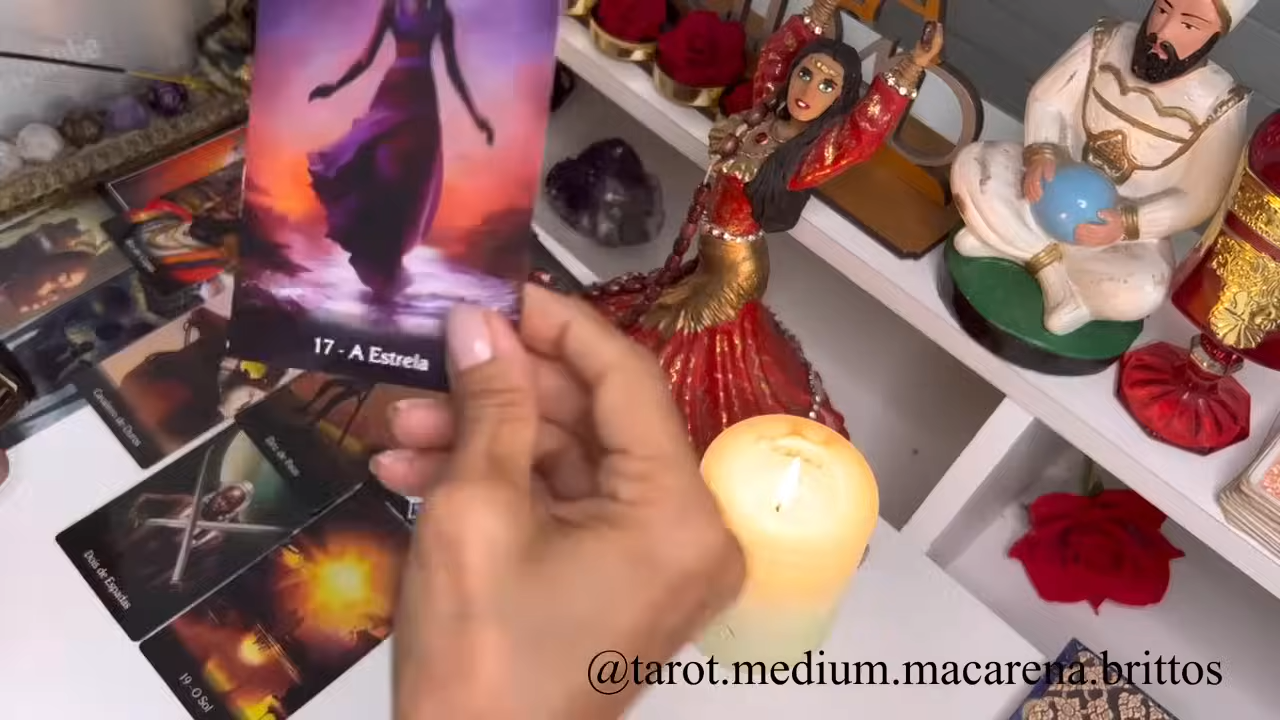 17 - A Estrela
Dois de Espadas
19 - O Sol
@tarot.medium.macarena.brittos